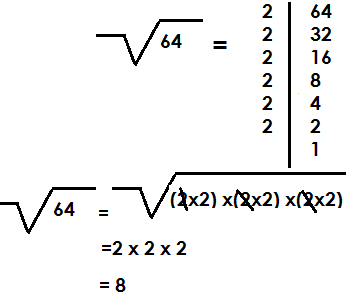 √64 = 2 | 64
2 | 32
2 | 16
2 | 8
2 | 4
2 | 2
1
√64 = √(2x2) x(2x2) x(2x2)
=2 x 2 x 2
= 8